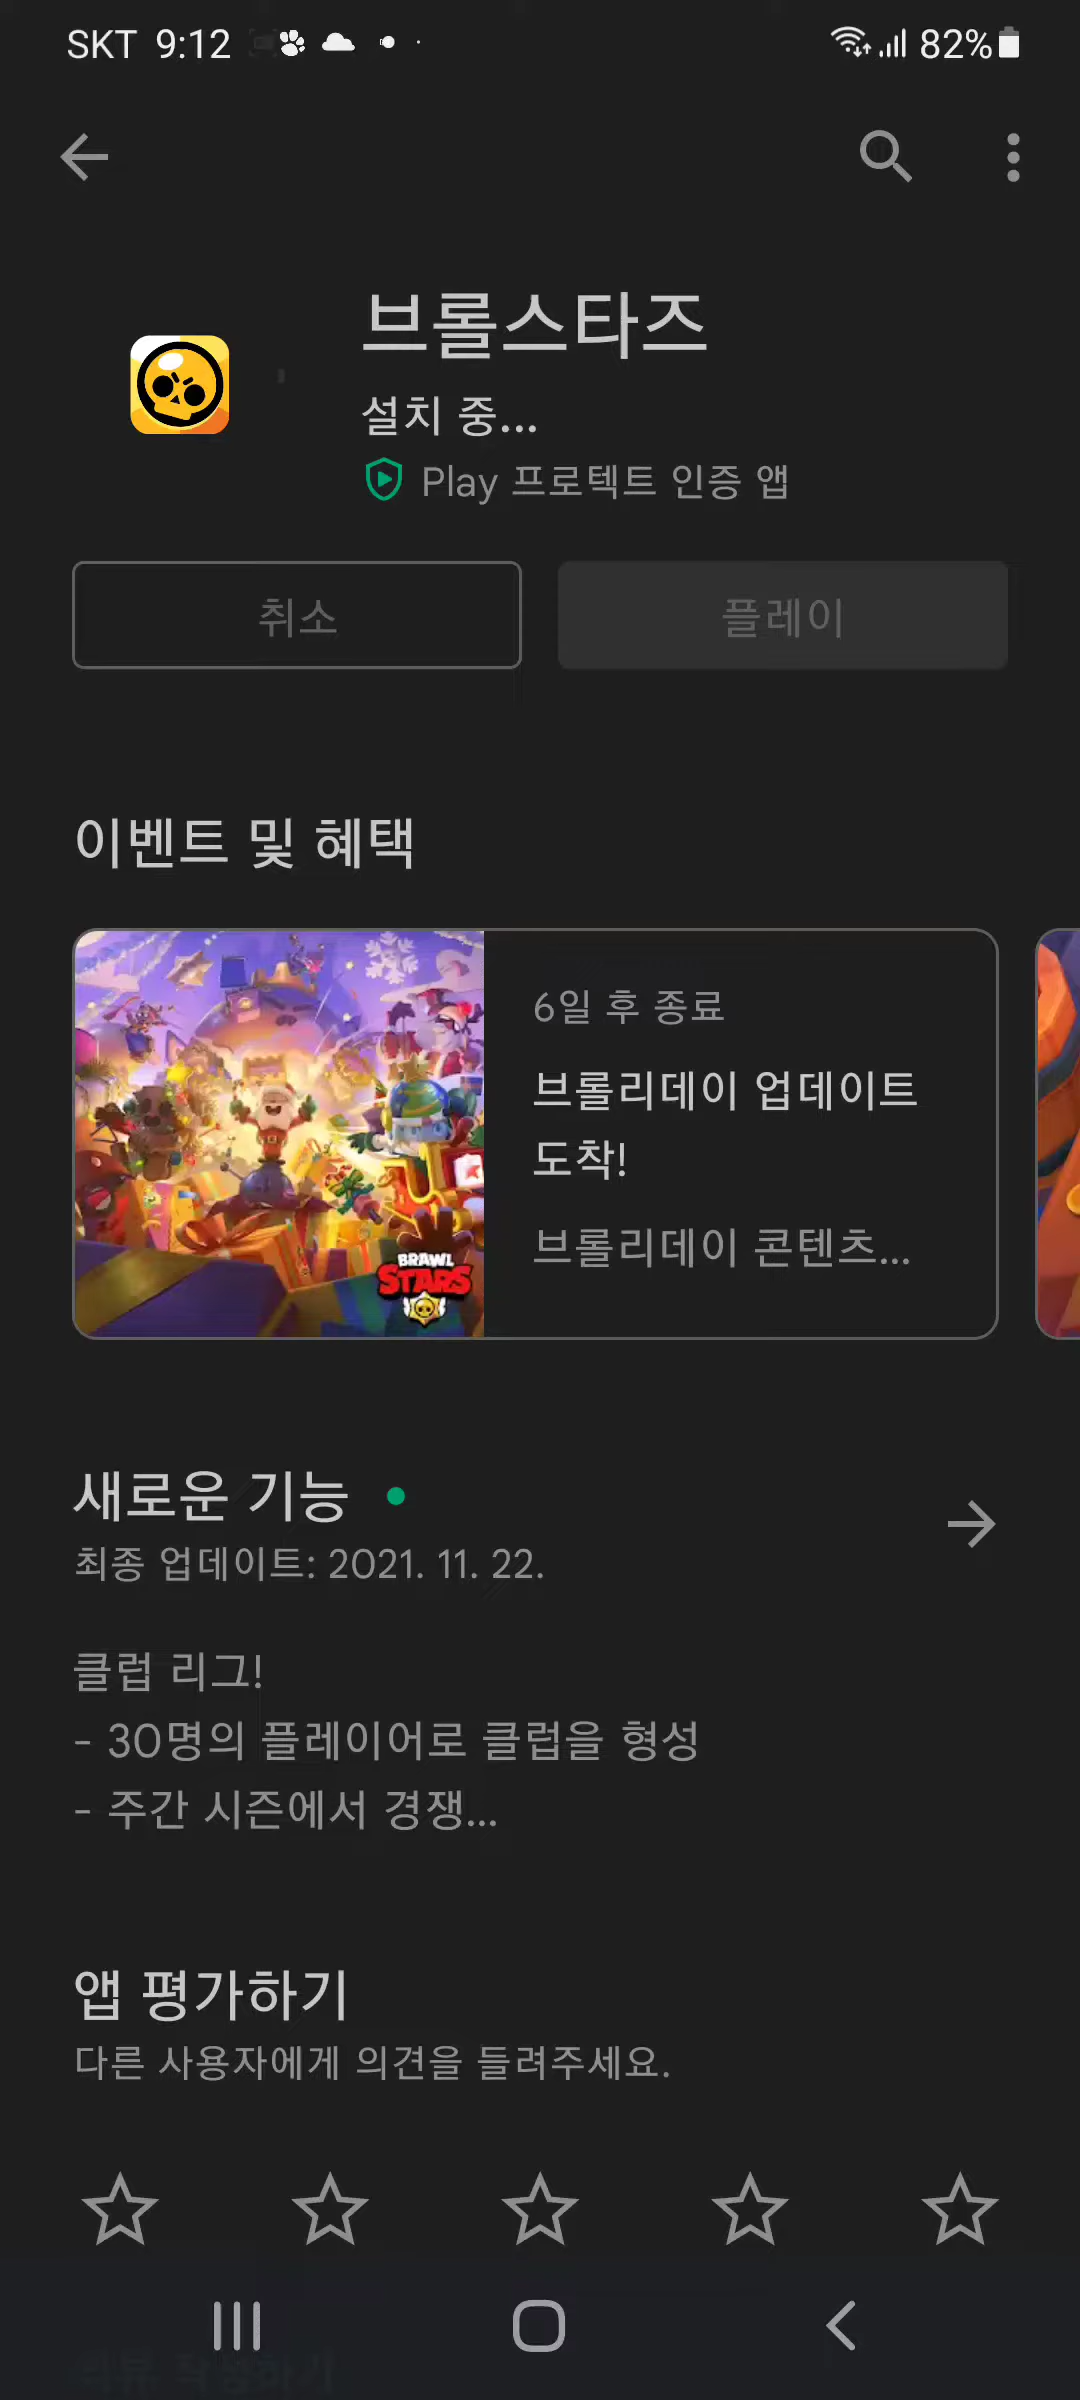 SKT 9:12
82%
브롤스타즈
설치 중...
Play 프로텍트 인증 앱
취소
플레이
이벤트 및 혜택
6일 후 종료
브롤리데이 업데이트
도착!
브롤리데이 콘텐츠...
BRAWL
STARS
새로운 기능
최종 업데이트: 2021. 11. 22.
클럽 리그!
- 30명의 플레이어로 클럽을 형성
- 주간 시즌에서 경쟁...
앱 평가하기
다른 사용자에게 의견을 들려주세요.